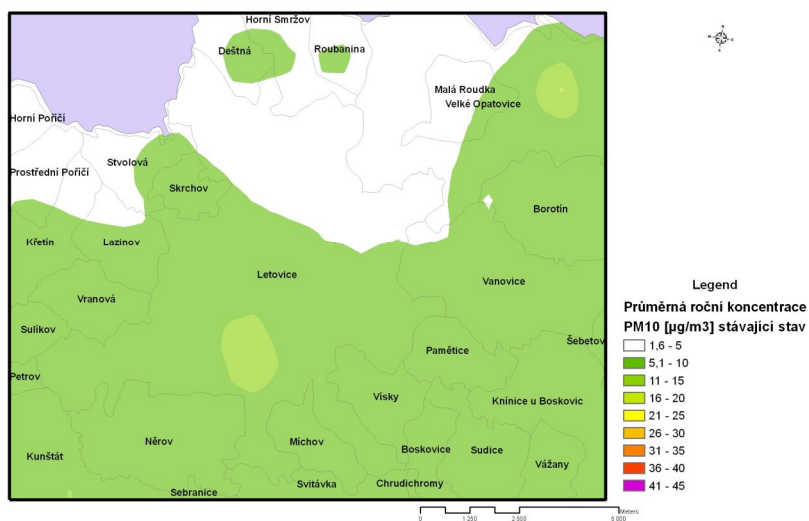 Horní Smržov
Deštná
Roubanina
Malá Roudka
Velké Opatovice
Horní Poříčí
Stvolová
Prostřední Poříčí
Skrchov
Borotín
Křetín
Lazinov
Letovice
Vanovice
Vranová
Sulíkov
Šebetov
Pamětice
Petrov
Vísky
Knínice u Boskovic
Něrov
Míchov
Boskovice
Sudice
Kunštát
Vážany
Svitávka
Chrudichromy
Sebranice
Legend
Průměrná roční koncentrace
PM10 [µg/m3] stávající stav
1,6 - 5
5,1 - 10
11 - 15
16 - 20
21 - 25
26 - 30
31 - 35
36 - 40
41 - 45
Meters
0 1 250 2 500 5 000